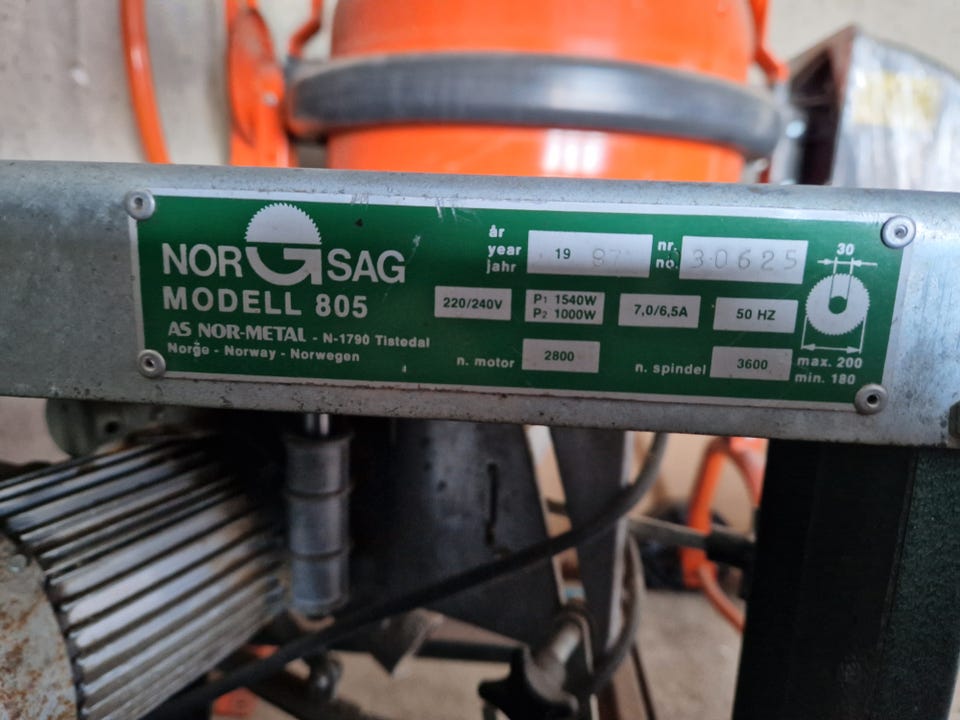 NOR SAG
MODELL 805
AS NOR-METAL - N-1790 Tistedal
Norge - Norway - Norwegen
år
year
jahr
19 87
nr.
no.
30625
30
220/240V
P1 1540W
P2 1000W
7,0/6,5A
50 HZ
n. motor 2800
n. spindel 3600
max. 200
min. 180